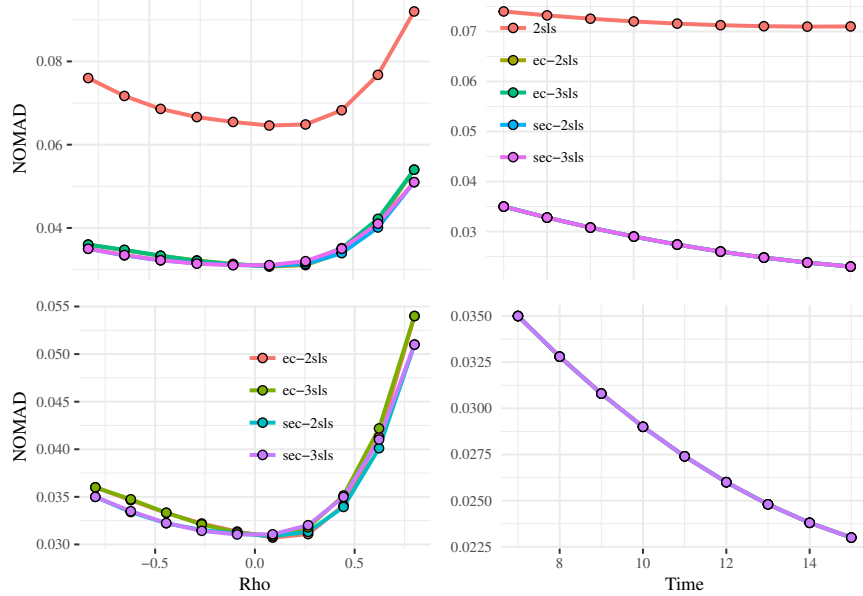 NOMAD
0.08
0.06
0.04
0.07
0.06
0.05
0.04
0.03
2sls
ec−2sls
ec−3sls
sec−2sls
sec−3sls
NOMAD
0.055
0.050
0.045
0.040
0.035
0.030
ec−2sls
ec−3sls
sec−2sls
sec−3sls
−0.5
0.0
0.5
Rho
0.0350
0.0325
0.0300
0.0275
0.0250
0.0225
8
10
12
14
Time